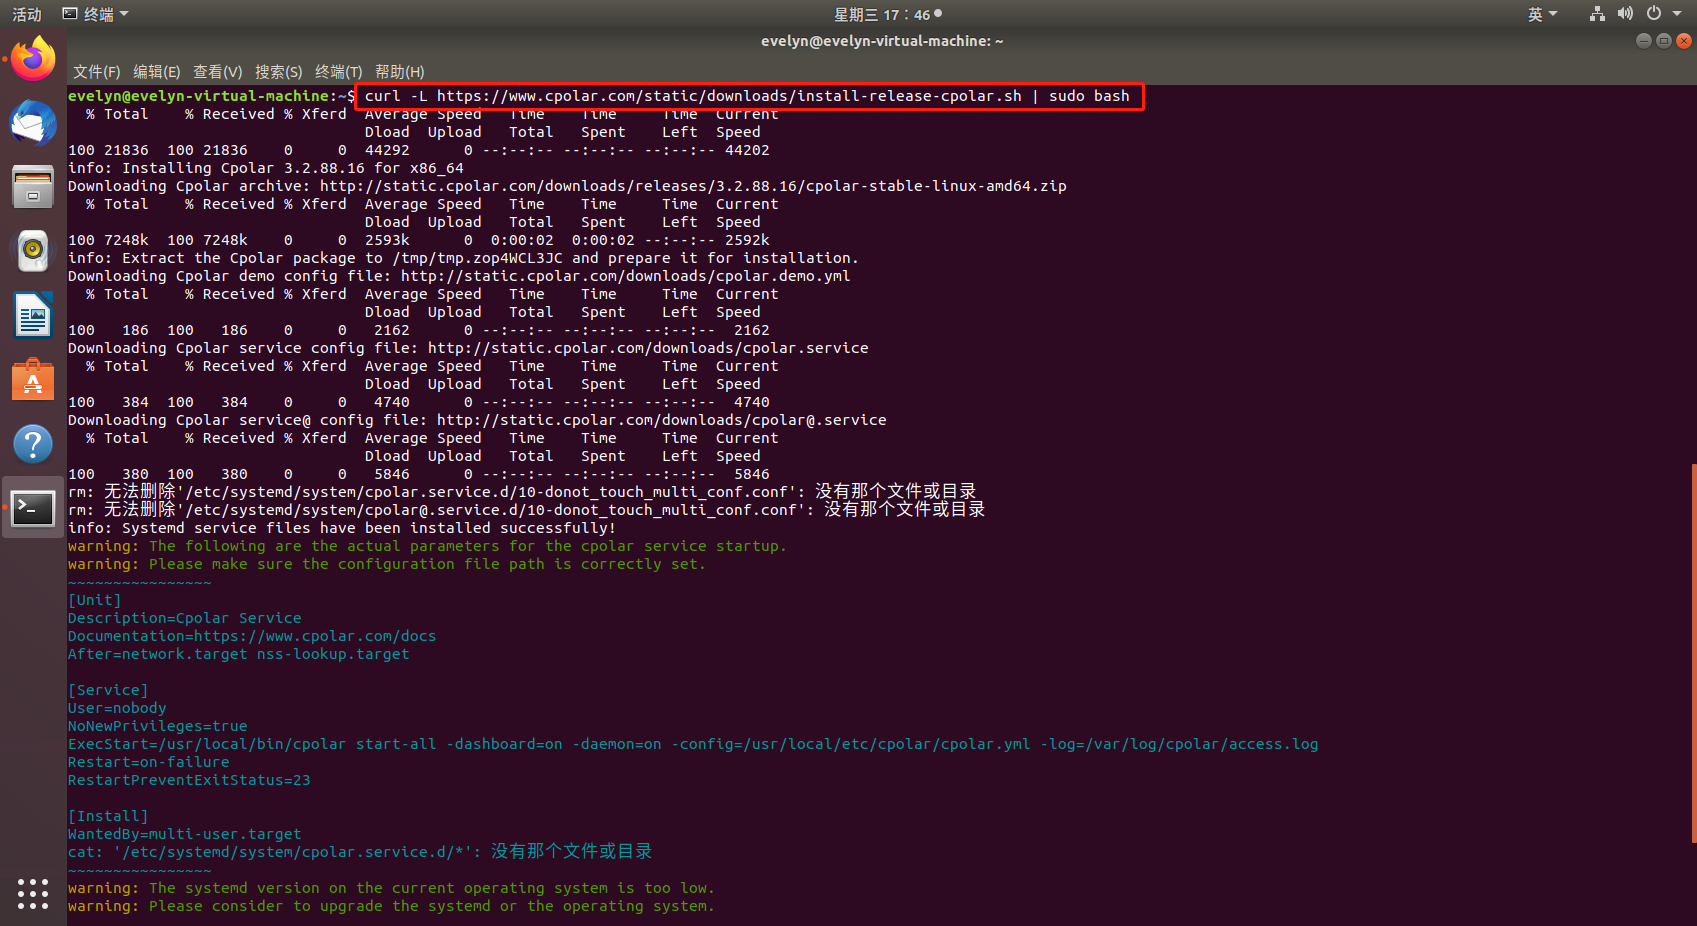 活动 终端 星期三 17：46 英
evelyn@evelyn-virtual-machine: ~
文件(F) 编辑(E) 查看(V) 搜索(S) 终端(T) 帮助(H)
evelyn@evelyn-virtual-machine:~$ curl -L https://www.cpolar.com/static/downloads/install-release-cpolar.sh | sudo bash
  % Total    % Received % Xferd  Average Speed   Time    Time     Time  Current
                                 Dload  Upload   Total   Spent    Left  Speed
100 21836  100 21836    0     0  44292      0 --:--:-- --:--:-- --:--:-- 44202
info: Installing Cpolar 3.2.88.16 for x86_64
Downloading Cpolar archive: http://static.cpolar.com/downloads/releases/3.2.88.16/cpolar-stable-linux-amd64.zip
  % Total    % Received % Xferd  Average Speed   Time    Time     Time  Current
                                 Dload  Upload   Total   Spent    Left  Speed
100 7248k  100 7248k    0     0  2593k      0  0:00:02  0:00:02 --:--:-- 2592k
info: Extract the Cpolar package to /tmp/tmp.zop4WCL3JC and prepare it for installation.
Downloading Cpolar demo config file: http://static.cpolar.com/downloads/cpolar.demo.yml
  % Total    % Received % Xferd  Average Speed   Time    Time     Time  Current
                                 Dload  Upload   Total   Spent    Left  Speed
100   186  100   186    0     0   2162      0 --:--:-- --:--:-- --:--:--  2162
Downloading Cpolar service config file: http://static.cpolar.com/downloads/cpolar.service
  % Total    % Received % Xferd  Average Speed   Time    Time     Time  Current
                                 Dload  Upload   Total   Spent    Left  Speed
100   384  100   384    0     0   4740      0 --:--:-- --:--:-- --:--:--  4740
Downloading Cpolar service@ config file: http://static.cpolar.com/downloads/cpolar@.service
  % Total    % Received % Xferd  Average Speed   Time    Time     Time  Current
                                 Dload  Upload   Total   Spent    Left  Speed
100   380  100   380    0     0   5846      0 --:--:-- --:--:-- --:--:--  5846
rm: 无法删除'/etc/systemd/system/cpolar.service.d/10-donot_touch_multi_conf.conf': 没有那个文件或目录
rm: 无法删除'/etc/systemd/system/cpolar@.service.d/10-donot_touch_multi_conf.conf': 没有那个文件或目录
info: Systemd service files have been installed successfully!
warning: The following are the actual parameters for the cpolar service startup.
warning: Please make sure the configuration file path is correctly set.
~~~~~~~~~~~~~~~~
[Unit]
Description=Cpolar Service
Documentation=https://www.cpolar.com/docs
After=network.target nss-lookup.target

[Service]
User=nobody
NoNewPrivileges=true
ExecStart=/usr/local/bin/cpolar start-all -dashboard=on -daemon=on -config=/usr/local/etc/cpolar/cpolar.yml -log=/var/log/cpolar/access.log
Restart=on-failure
RestartPreventExitStatus=23

[Install]
WantedBy=multi-user.target
cat: '/etc/systemd/system/cpolar.service.d/*': 没有那个文件或目录
~~~~~~~~~~~~~~~~
warning: The systemd version on the current operating system is too low.
warning: Please consider to upgrade the systemd or the operating system.